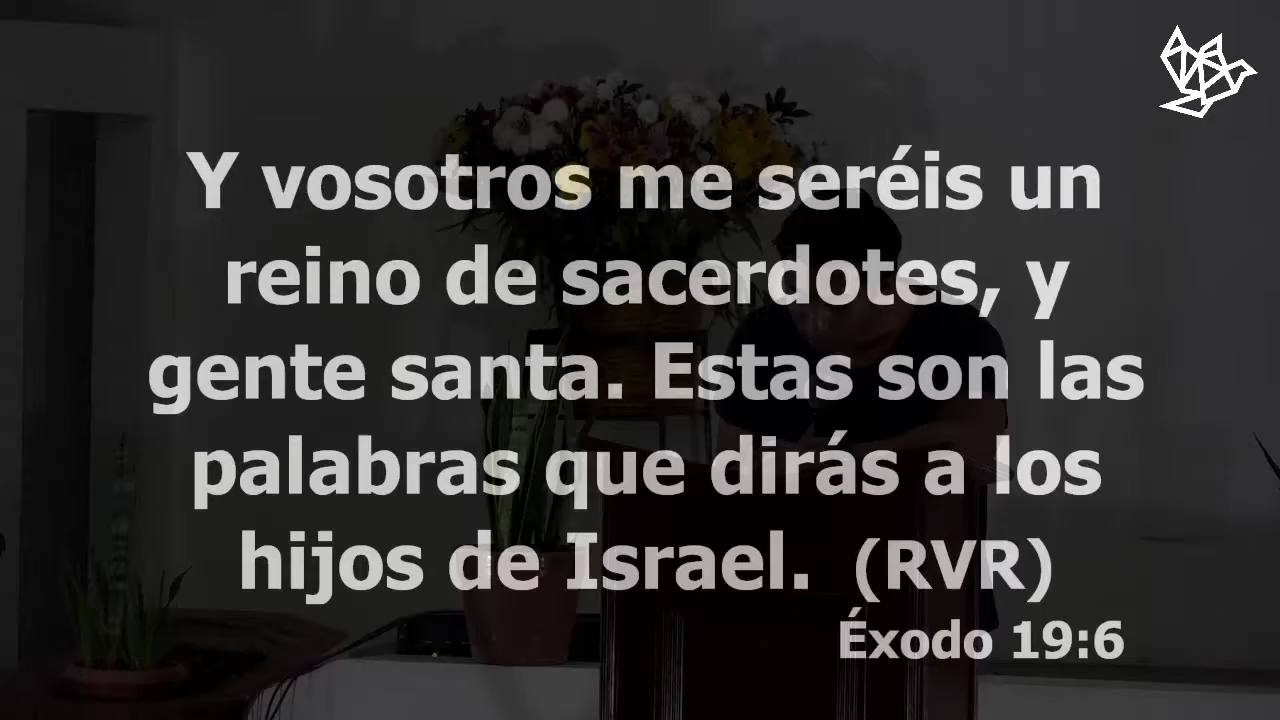 Y vosotros me seréis un
reino de sacerdotes, y
gente santa. Estas son las
palabras que dirás a los
hijos de Israel.  (RVR)
Éxodo 19:6